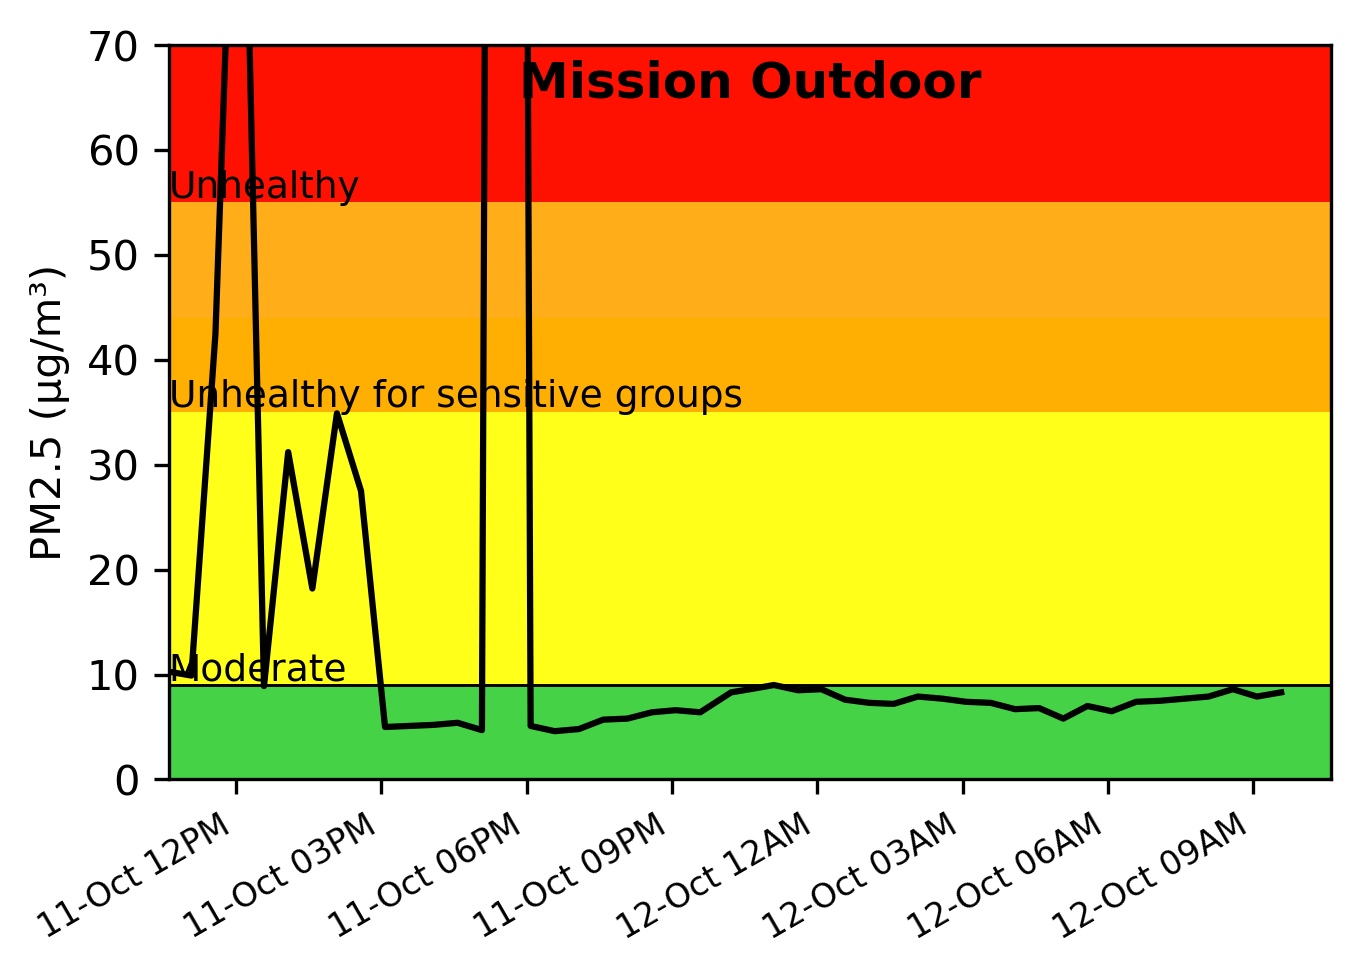 Mission Outdoor
70
60
50
40
30
20
10
0
PM2.5 (µg/m³)
Unhealthy
Unhealthy for sensitive groups
Moderate
11-Oct 12PM
11-Oct 03PM
11-Oct 06PM
11-Oct 09PM
12-Oct 12AM
12-Oct 03AM
12-Oct 06AM
12-Oct 09AM